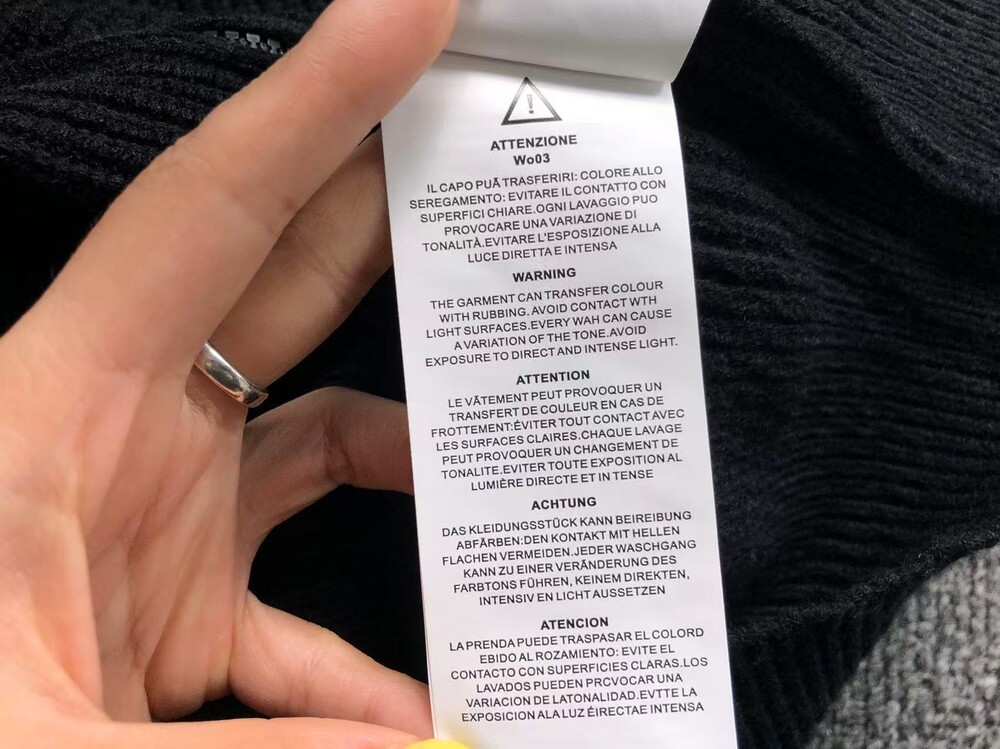 !
ATTENZIONE
Wo03
IL CAPO PUÃ TRASFERIRI: COLORE ALLO
SEREGAMENTO: EVITARE IL CONTATTO CON
SUPERFICI CHIARE.OGNI LAVAGGIO PUO
PROVOCARE UNA VARIAZIONE DI
TONALITÀ.EVITARE L'ESPOSIZIONE ALLA
LUCE DIRETTA E INTENSA
WARNING
THE GARMENT CAN TRANSFER COLOUR
WITH RUBBING. AVOID CONTACT WTH
LIGHT SURFACES.EVERY WAH CAN CAUSE
A VARIATION OF THE TONE.AVOID
EXPOSURE TO DIRECT AND INTENSE LIGHT.
ATTENTION
LE VÃTEMENT PEUT PROVOQUER UN
TRANSFERT DE COULEUR EN CAS DE
FROTTEMENT:ÉVITER TOUT CONTACT AVEC
LES SURFACES CLAIRES.CHAQUE LAVAGE
PEUT PROVOQUER UN CHANGEMENT DE
TONALITE.EVITER TOUTE EXPOSITION AL
LUMIÈRE DIRECTE ET IN TENSE
ACHTUNG
DAS KLEIDUNGSSTÜCK KANN BEIREIBUNG
ABFÄRBEN:DEN KONTAKT MIT HELLEN
FLACHEN VERMEIDEN.JEDER WASCHGANG
KANN ZU EINER VERÄNDERUNG DES
FARBTONS FÜHREN, KEINEM DIREKTEN,
INTENSIV EN LICHT AUSSETZEN
ATENCION
LA PRENDA PUEDE TRASPASAR EL COLORD
EBIDO AL ROZAMIENTO: EVITE EL
CONTACTO CON SUPERFICIES CLARAS.LOS
LAVADOS PUEDEN PRCVOCAR UNA
VARIACION DE LATONALIDAD.EVTTE LA
EXPOSICION ALA LUZ ÉIRECTAE INTENSA